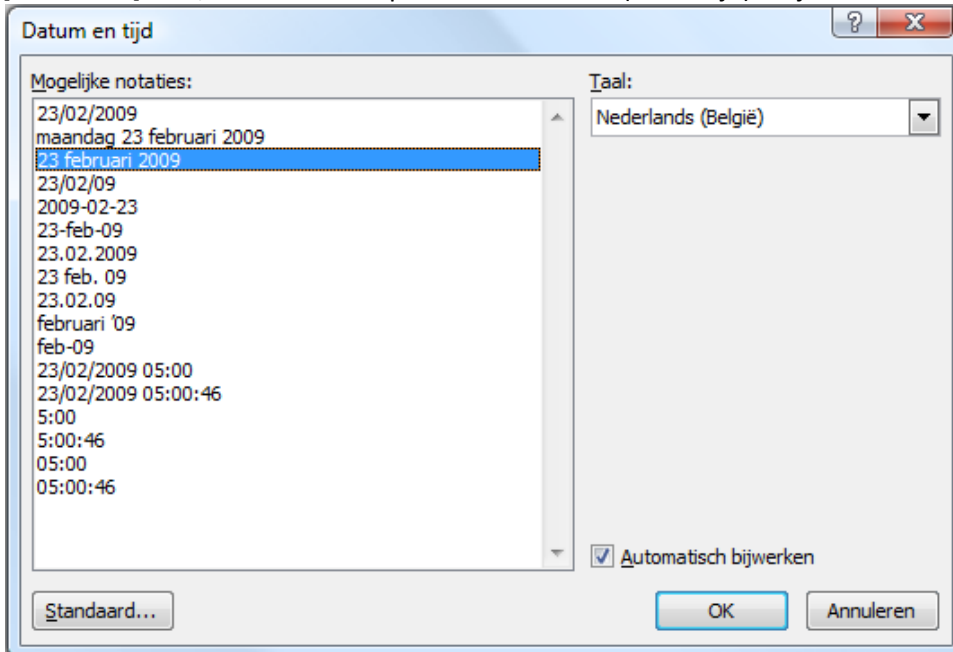 Datum en tijd
Mogelijke notaties:
23/02/2009
maandag 23 februari 2009
23 februari 2009
23/02/09
2009-02-23
23-feb-09
23.02.2009
23 feb. 09
23.02.09
februari '09
feb-09
23/02/2009 05:00
23/02/2009 05:00:46
5:00
5:00:46
05:00
05:00:46
Taal:
Nederlands (België)
Automatisch bijwerken
Standaard...
OK
Annuleren